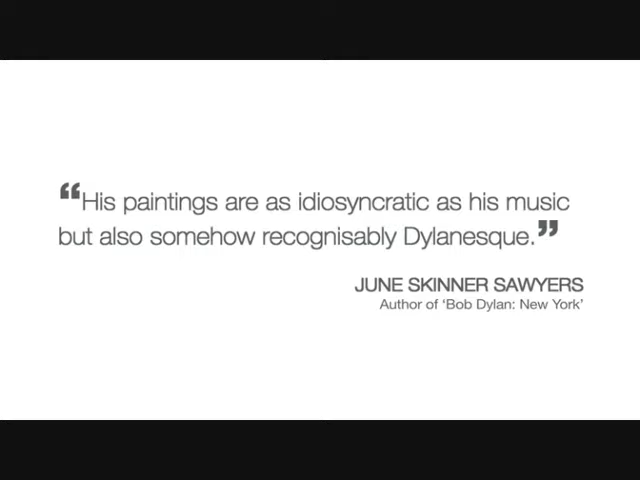 “His paintings are as idiosyncratic as his music
but also somehow recognisably Dylanesque.”
JUNE SKINNER SAWYERS
Author of ‘Bob Dylan: New York’